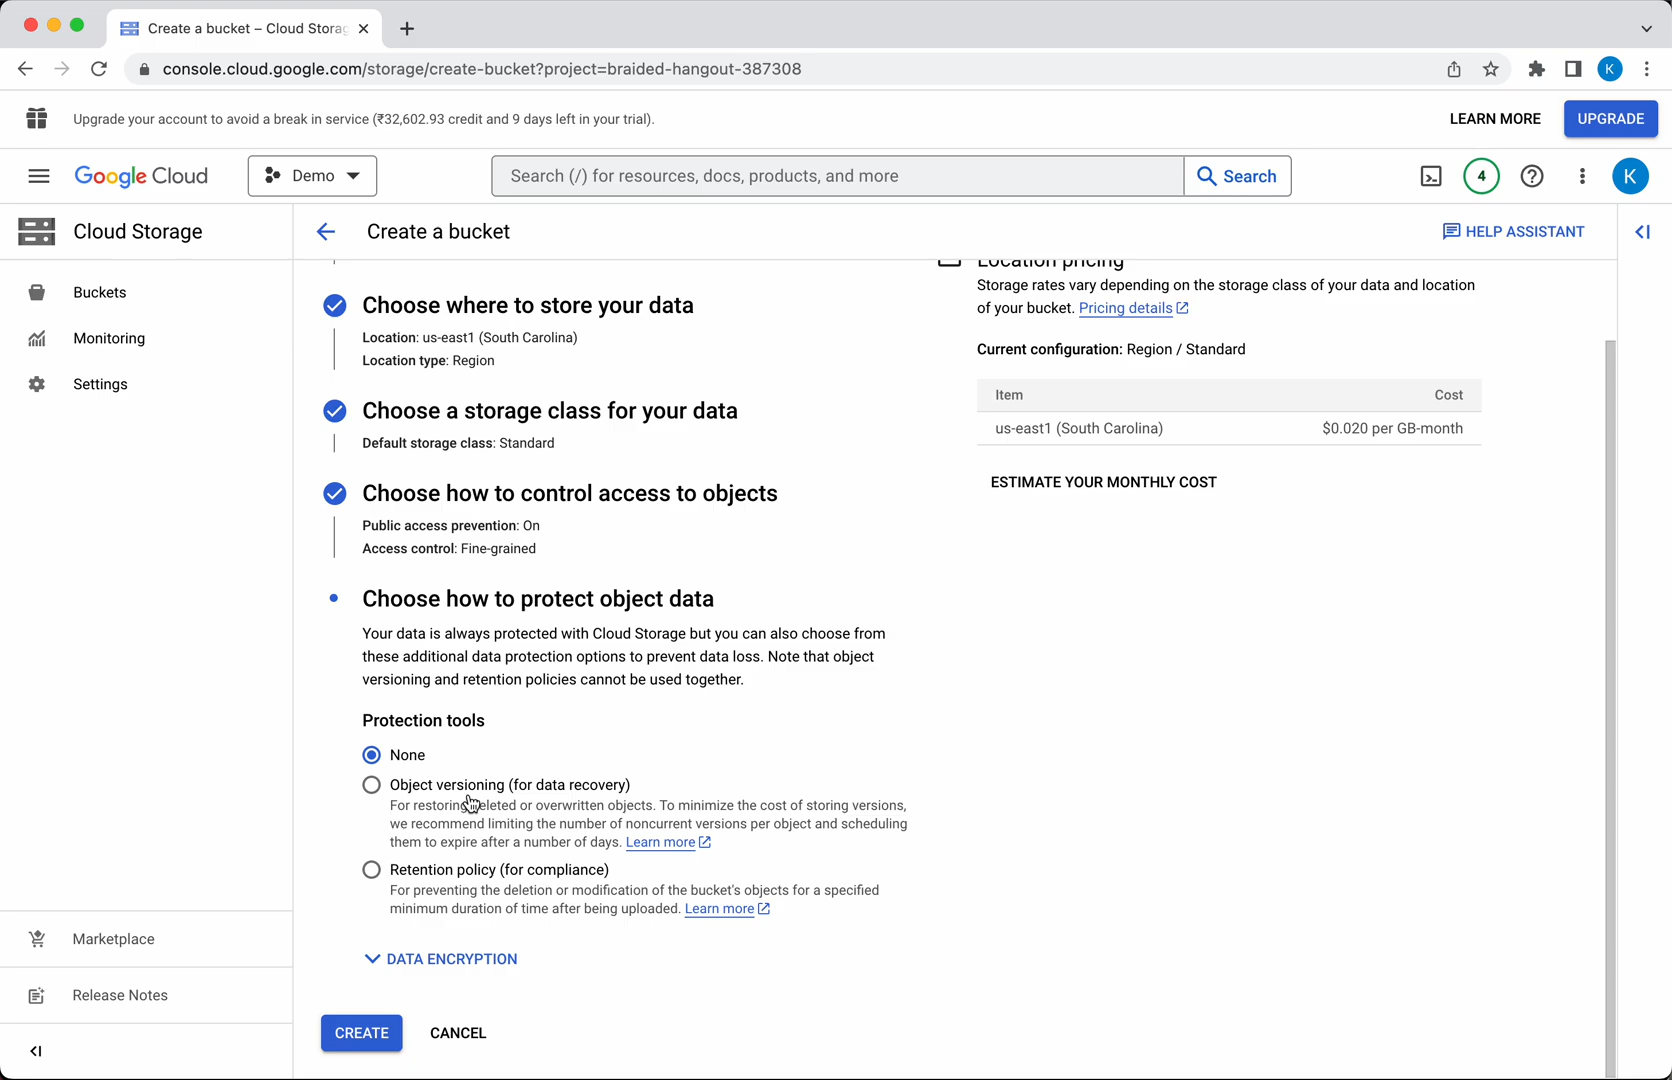 Create a bucket – Cloud Storag
console.cloud.google.com/storage/create-bucket?project=braided-hangout-387308
K
Upgrade your account to avoid a break in service (₹32,602.93 credit and 9 days left in your trial).
LEARN MORE
UPGRADE
Google Cloud
Demo
Search (/) for resources, docs, products, and more
Search
4
K
Cloud Storage
Create a bucket
HELP ASSISTANT
Buckets
Monitoring
Settings
Marketplace
Release Notes
Choose where to store your data
Location: us-east1 (South Carolina)
Location type: Region
Choose a storage class for your data
Default storage class: Standard
Choose how to control access to objects
Public access prevention: On
Access control: Fine-grained
Choose how to protect object data
Your data is always protected with Cloud Storage but you can also choose from
these additional data protection options to prevent data loss. Note that object
versioning and retention policies cannot be used together.
Protection tools
None
Object versioning (for data recovery)
For restoring deleted or overwritten objects. To minimize the cost of storing versions,
we recommend limiting the number of noncurrent versions per object and scheduling
them to expire after a number of days. Learn more
Retention policy (for compliance)
For preventing the deletion or modification of the bucket's objects for a specified
minimum duration of time after being uploaded. Learn more
DATA ENCRYPTION
CREATE
CANCEL
Location pricing
Storage rates vary depending on the storage class of your data and location
of your bucket. Pricing details
Current configuration: Region / Standard
Item Cost
us-east1 (South Carolina) $0.020 per GB-month
ESTIMATE YOUR MONTHLY COST